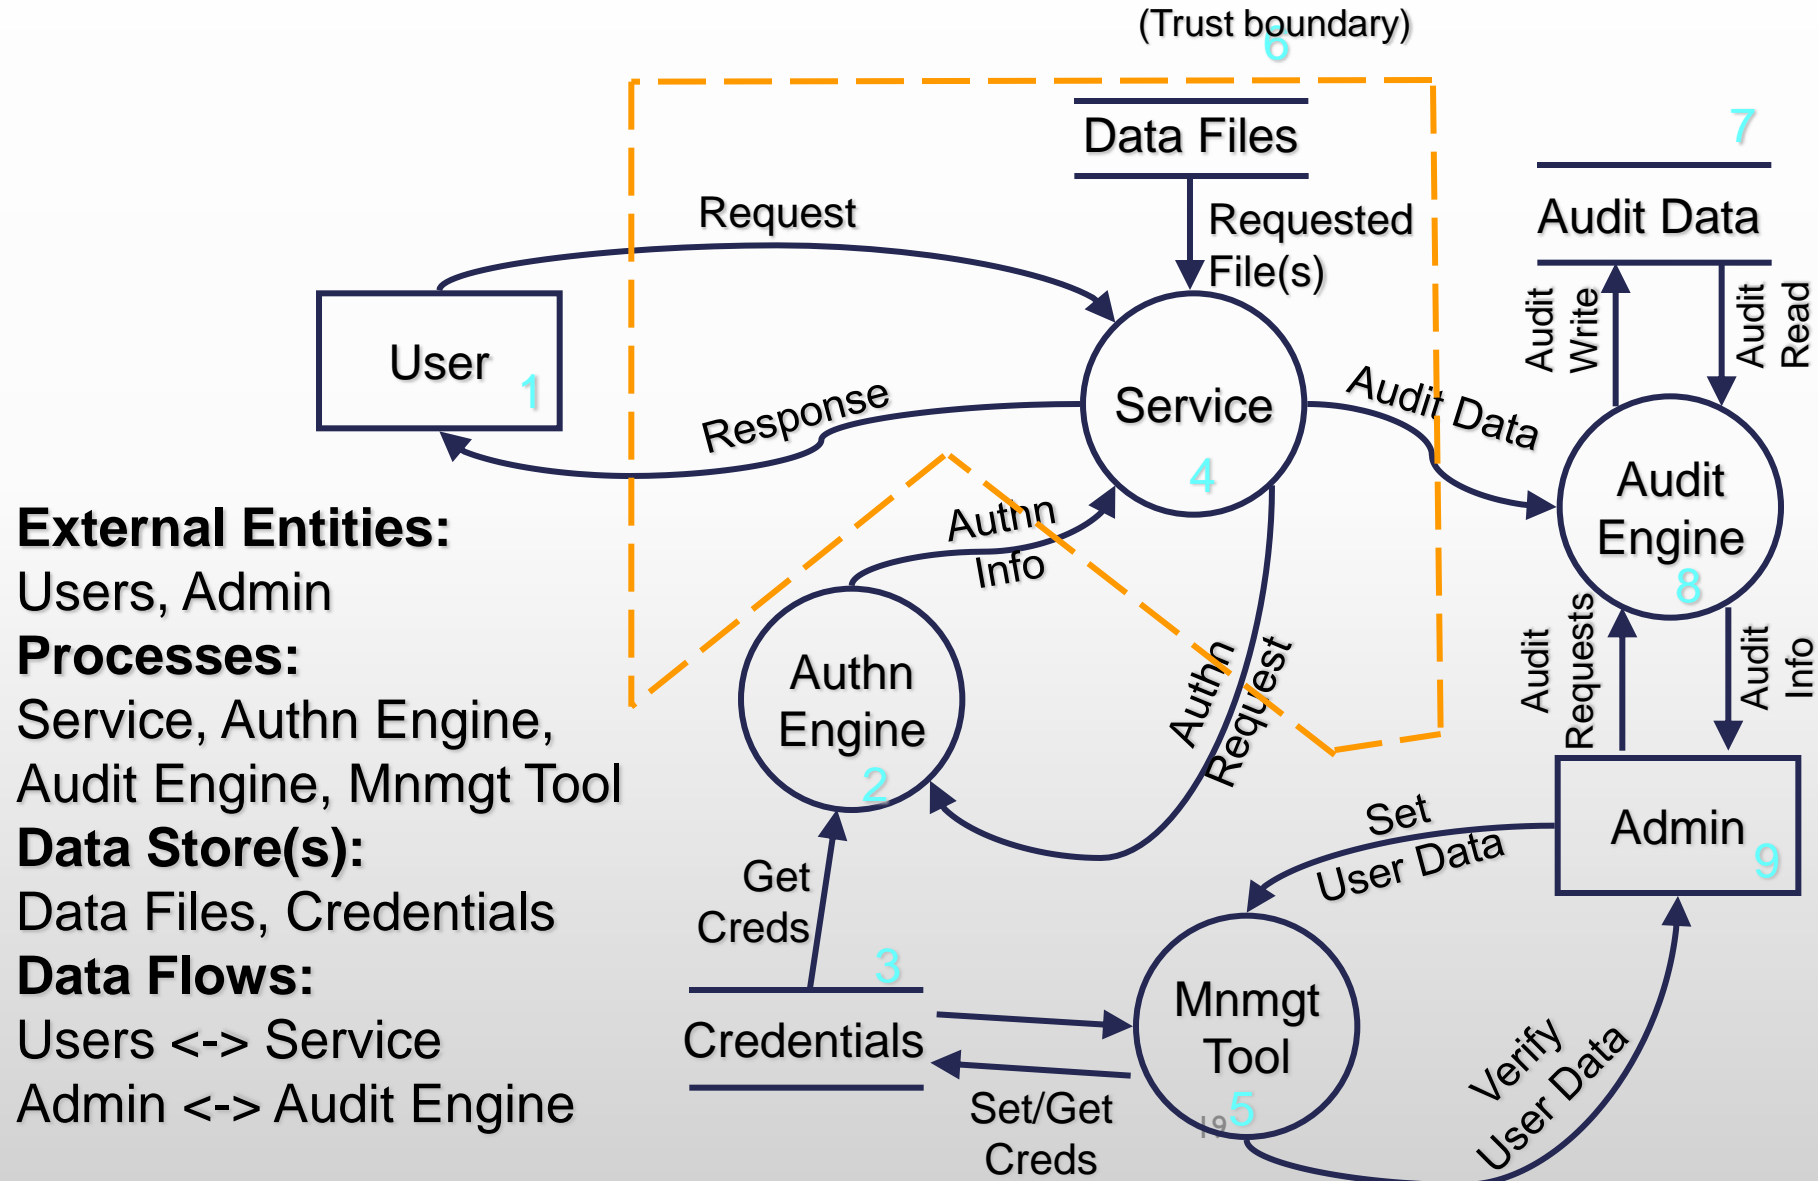 (Trust boundary)
6
Data Files
7
Audit Data
Request
Requested
File(s)
Audit
Write
Audit
Read
User
1
Response
Service
4
Audit Data
Audit
Engine
8
Authn
Info
Authn
Engine
2
Authn
Request
Audit
Requests
Audit
Info
Admin
9
Set
User Data
Get
Creds
3
Credentials
Mnmgt
Tool
5
19
Set/Get
Creds
Verify
User Data
External Entities:
Users, Admin
Processes:
Service, Authn Engine,
Audit Engine, Mnmgt Tool
Data Store(s):
Data Files, Credentials
Data Flows:
Users <-> Service
Admin <-> Audit Engine